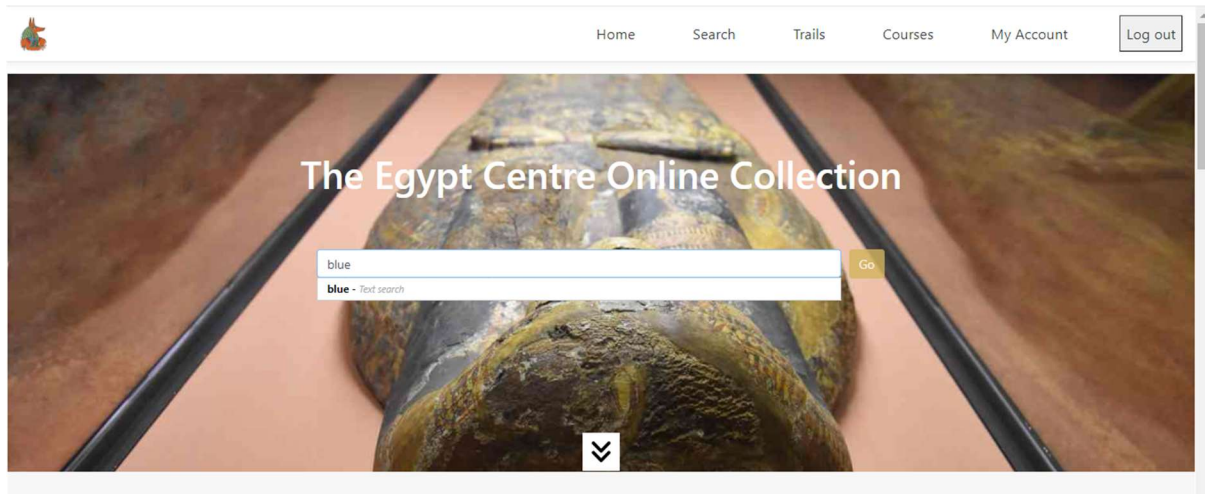 Home Search Trails Courses My Account Log out
The Egypt Centre Online Collection
blue Go
blue - Text search